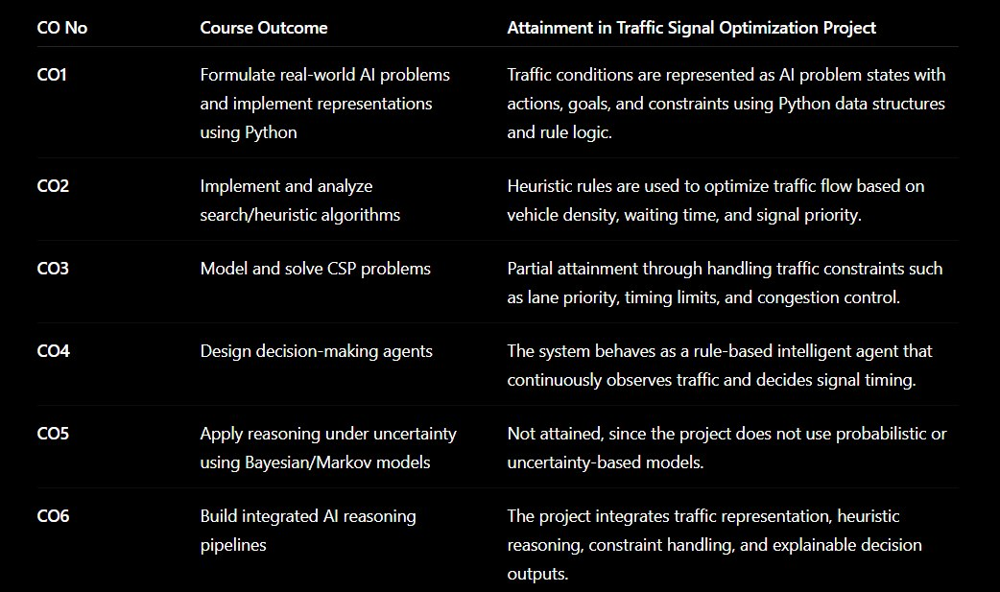 CO No Course Outcome Attainment in Traffic Signal Optimization Project
CO1 Formulate real-world AI problems Traffic conditions are represented as AI problem states with
and implement representations actions, goals, and constraints using Python data structures
using Python and rule logic.
CO2 Implement and analyze Heuristic rules are used to optimize traffic flow based on
search/heuristic algorithms vehicle density, waiting time, and signal priority.
CO3 Model and solve CSP problems Partial attainment through handling traffic constraints such
as lane priority, timing limits, and congestion control.
CO4 Design decision-making agents The system behaves as a rule-based intelligent agent that
continuously observes traffic and decides signal timing.
CO5 Apply reasoning under uncertainty Not attained, since the project does not use probabilistic or
using Bayesian/Markov models uncertainty-based models.
CO6 Build integrated AI reasoning The project integrates traffic representation, heuristic
pipelines reasoning, constraint handling, and explainable decision
outputs.